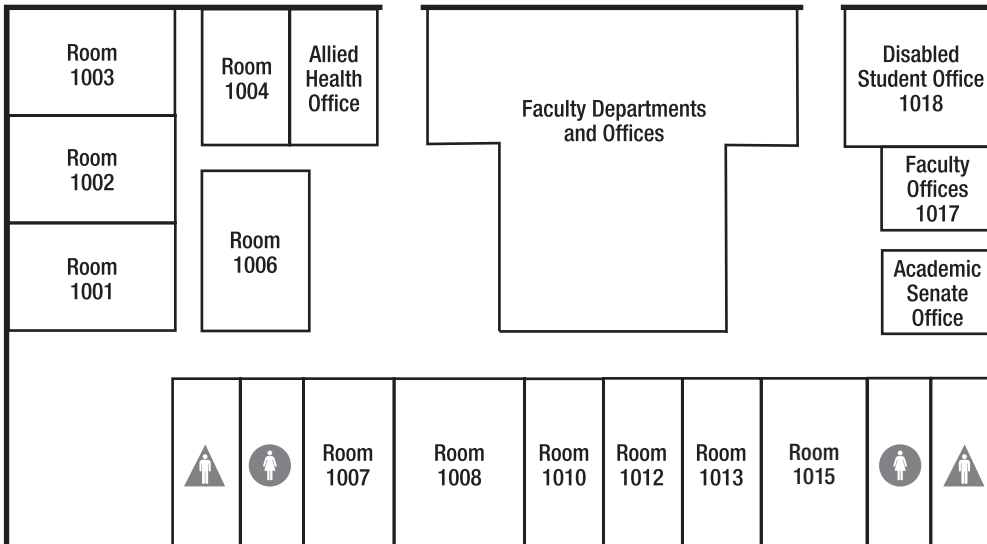 Room
1003
Room
1004
Allied
Health
Office
Faculty Departments
and Offices
Disabled
Student Office
1018
Room
1002
Faculty
Offices
1017
Room
1001
Room
1006
Academic
Senate
Office
Room
1007
Room
1008
Room
1010
Room
1012
Room
1013
Room
1015